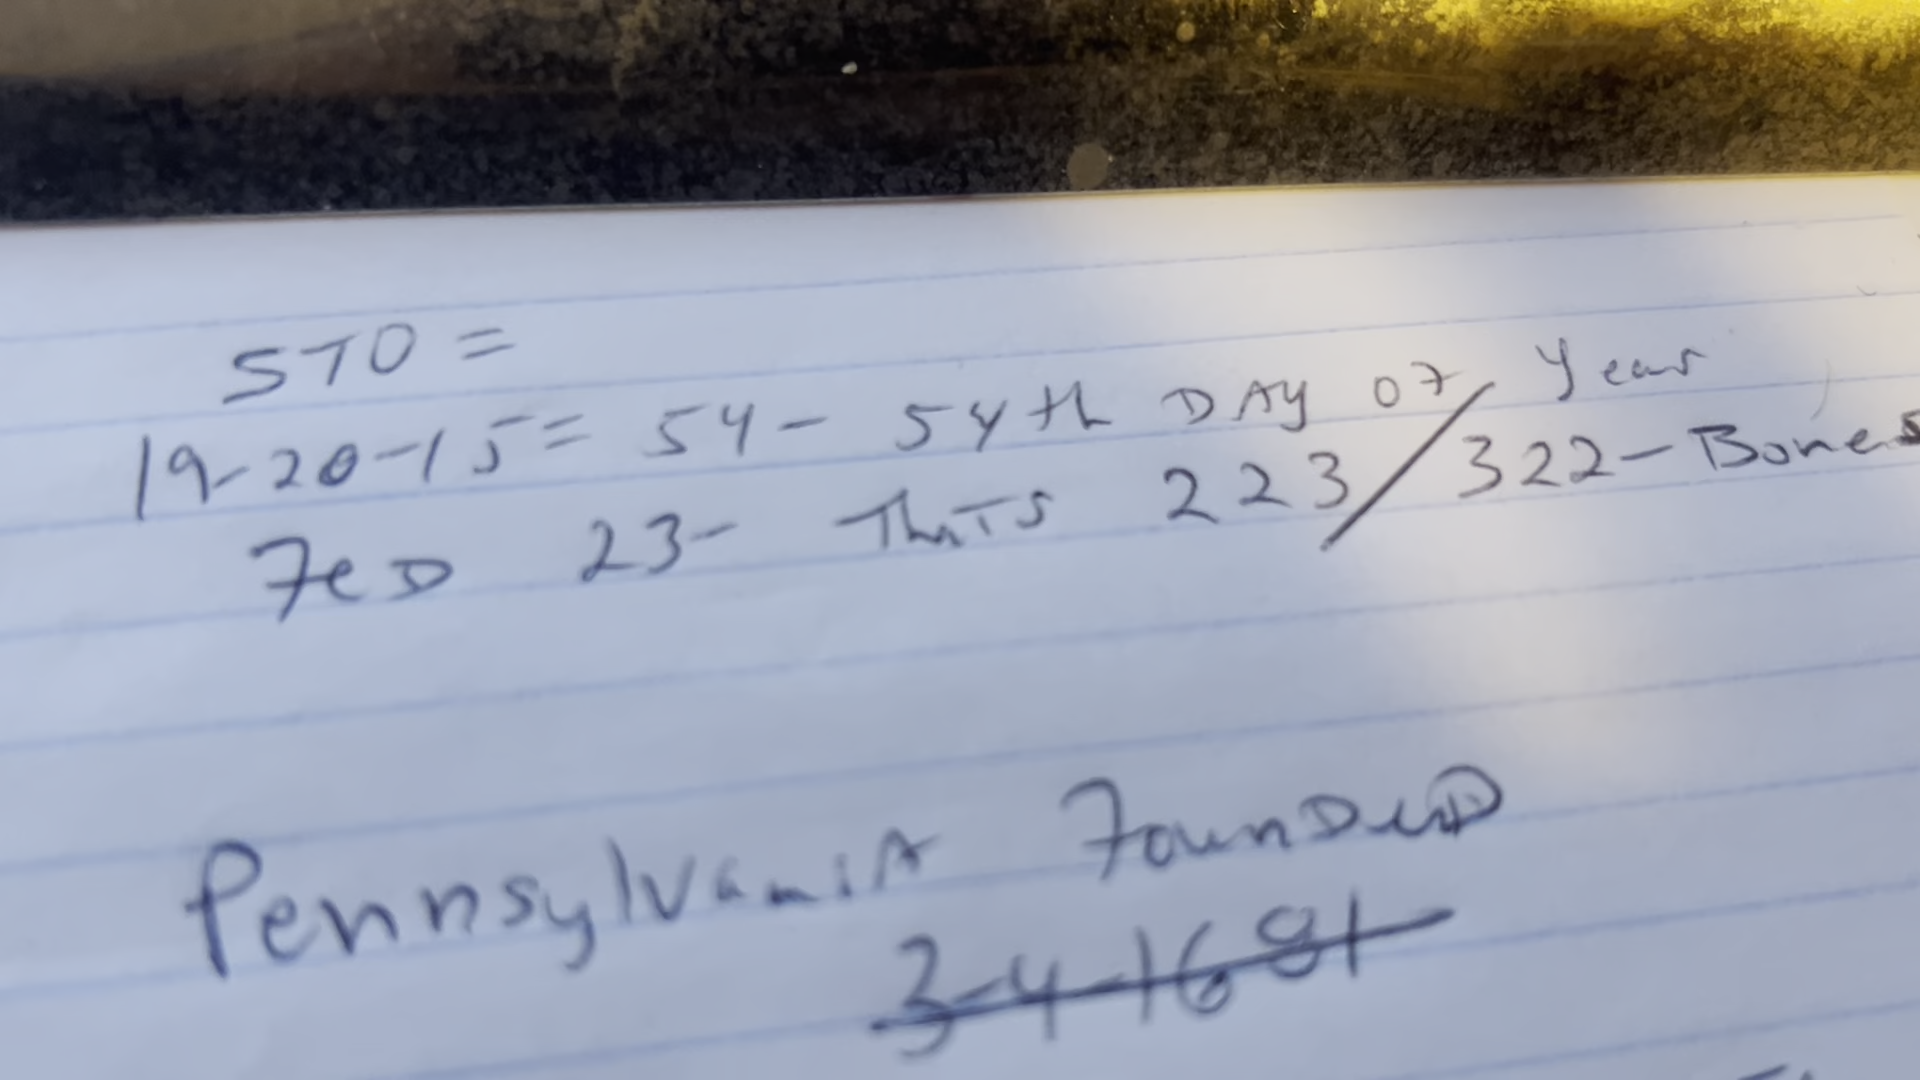 STO =
19-20-15= 54- 54th DAY OF Year
FeD 23- ThaTS 223/322-Bones
PennsylvaniA FounDeD
3-4-1681